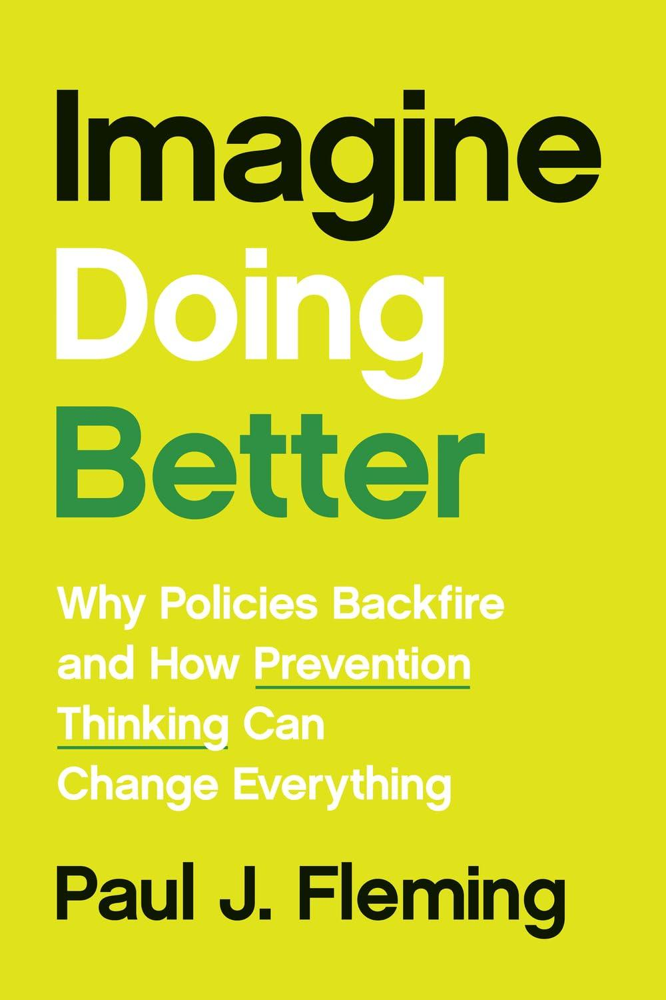 Imagine
Doing
Better
Why Policies Backfire
and How Prevention
Thinking Can
Change Everything
Paul J. Fleming